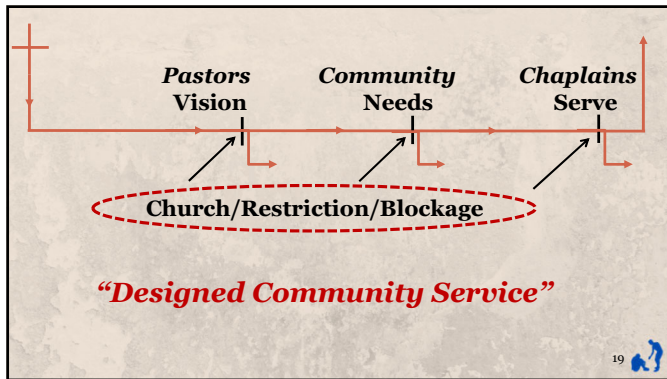 Pastors
Vision
Community
Needs
Chaplains
Serve
Church/Restriction/Blockage
“Designed Community Service”
19